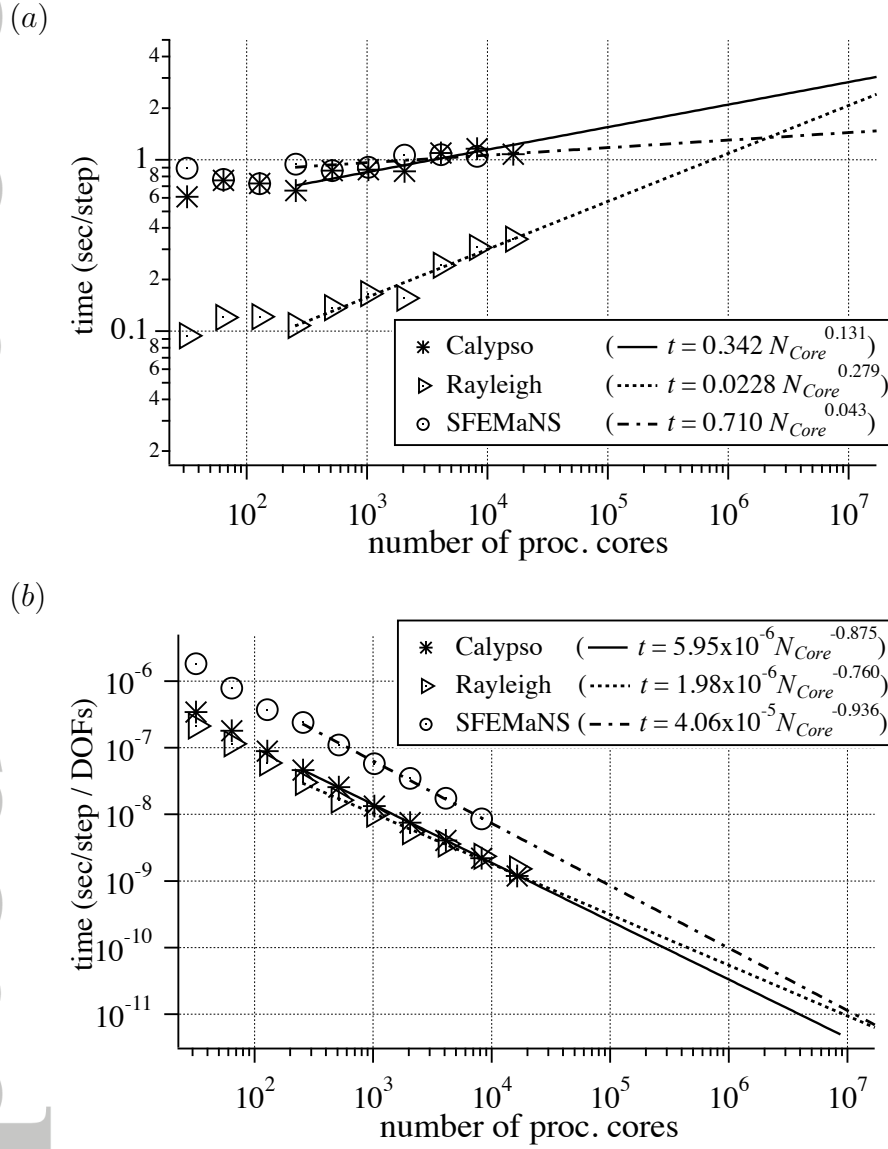 (a)
4
2
1
8
6
4
2
0.1
8
6
4
2
time (sec/step)
Calypso ( t = 0.342 N_Core^0.131)
Rayleigh ( t = 0.0228 N_Core^0.279)
SFEMaNS ( t = 0.710 N_Core^0.043)
10^2 10^3 10^4 10^5 10^6 10^7
number of proc. cores
(b)
Calypso ( t = 5.95x10^-6 N_Core^-0.875)
Rayleigh ( t = 1.98x10^-6 N_Core^-0.760)
SFEMaNS ( t = 4.06x10^-5 N_Core^-0.936)
10^-6
10^-7
10^-8
10^-9
10^-10
10^-11
time (sec/step / DOFs)
10^2 10^3 10^4 10^5 10^6 10^7
number of proc. cores